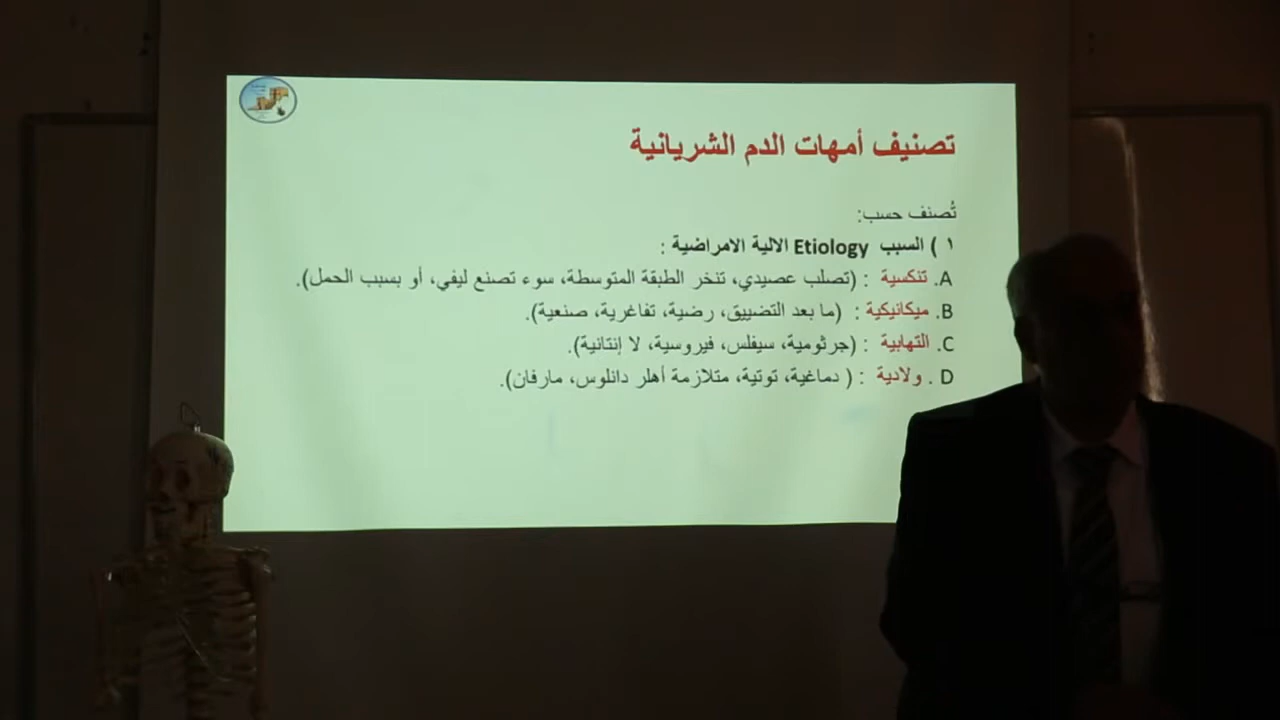 تصنيف أمهات الدم الشريانية
تُصنف حسب:
١ ) السبب Etiology الالية الامراضية :
A. تنكسية : (تصلب عصيدي، تنخر الطبقة المتوسطة، سوء تصنع ليفي، أو بسبب الحمل).
B. ميكانيكية : (ما بعد التضييق، رضية، تفاغرية، صنعية).
C. التهابية : (جرثومية، سيفلس، فيروسية، لا إنتانية).
D . ولادية : ( دماغية، توتية، متلازمة أهلر دانلوس، مارفان).